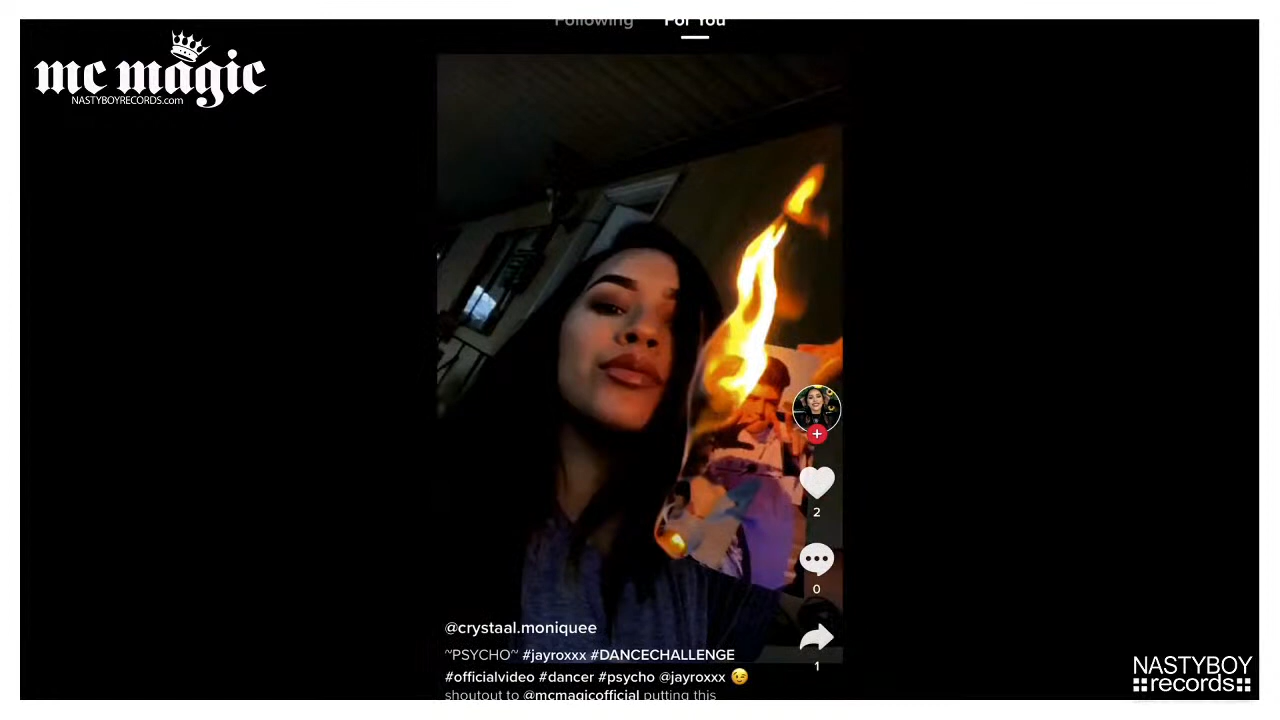 Following For You
mc magic
NASTYBOYRECORDS.com
2
0
1
@crystaal.moniquee
~PSYCHO~ #jayroxxx #DANCECHALLENGE
#officialvideo #dancer #psycho @jayroxxx 😉
shoutout to @mcmagicofficial putting this
NASTYBOY
records